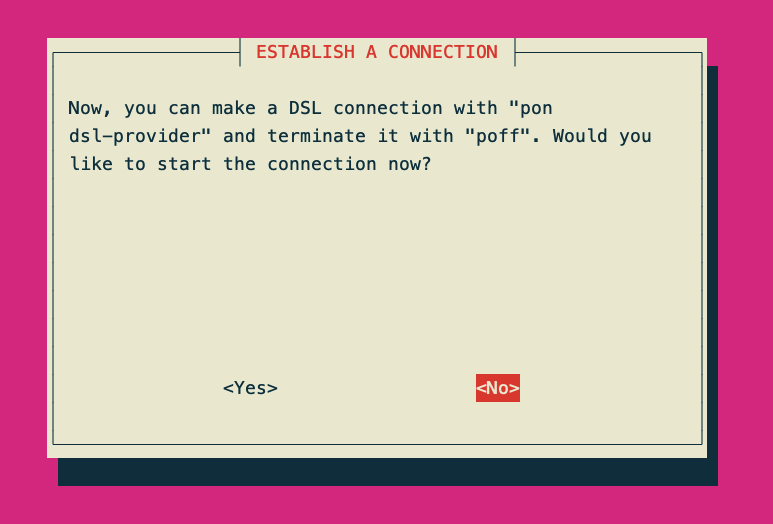 ESTABLISH A CONNECTION
Now, you can make a DSL connection with "pon
dsl-provider" and terminate it with "poff". Would you
like to start the connection now?
<Yes> <No>